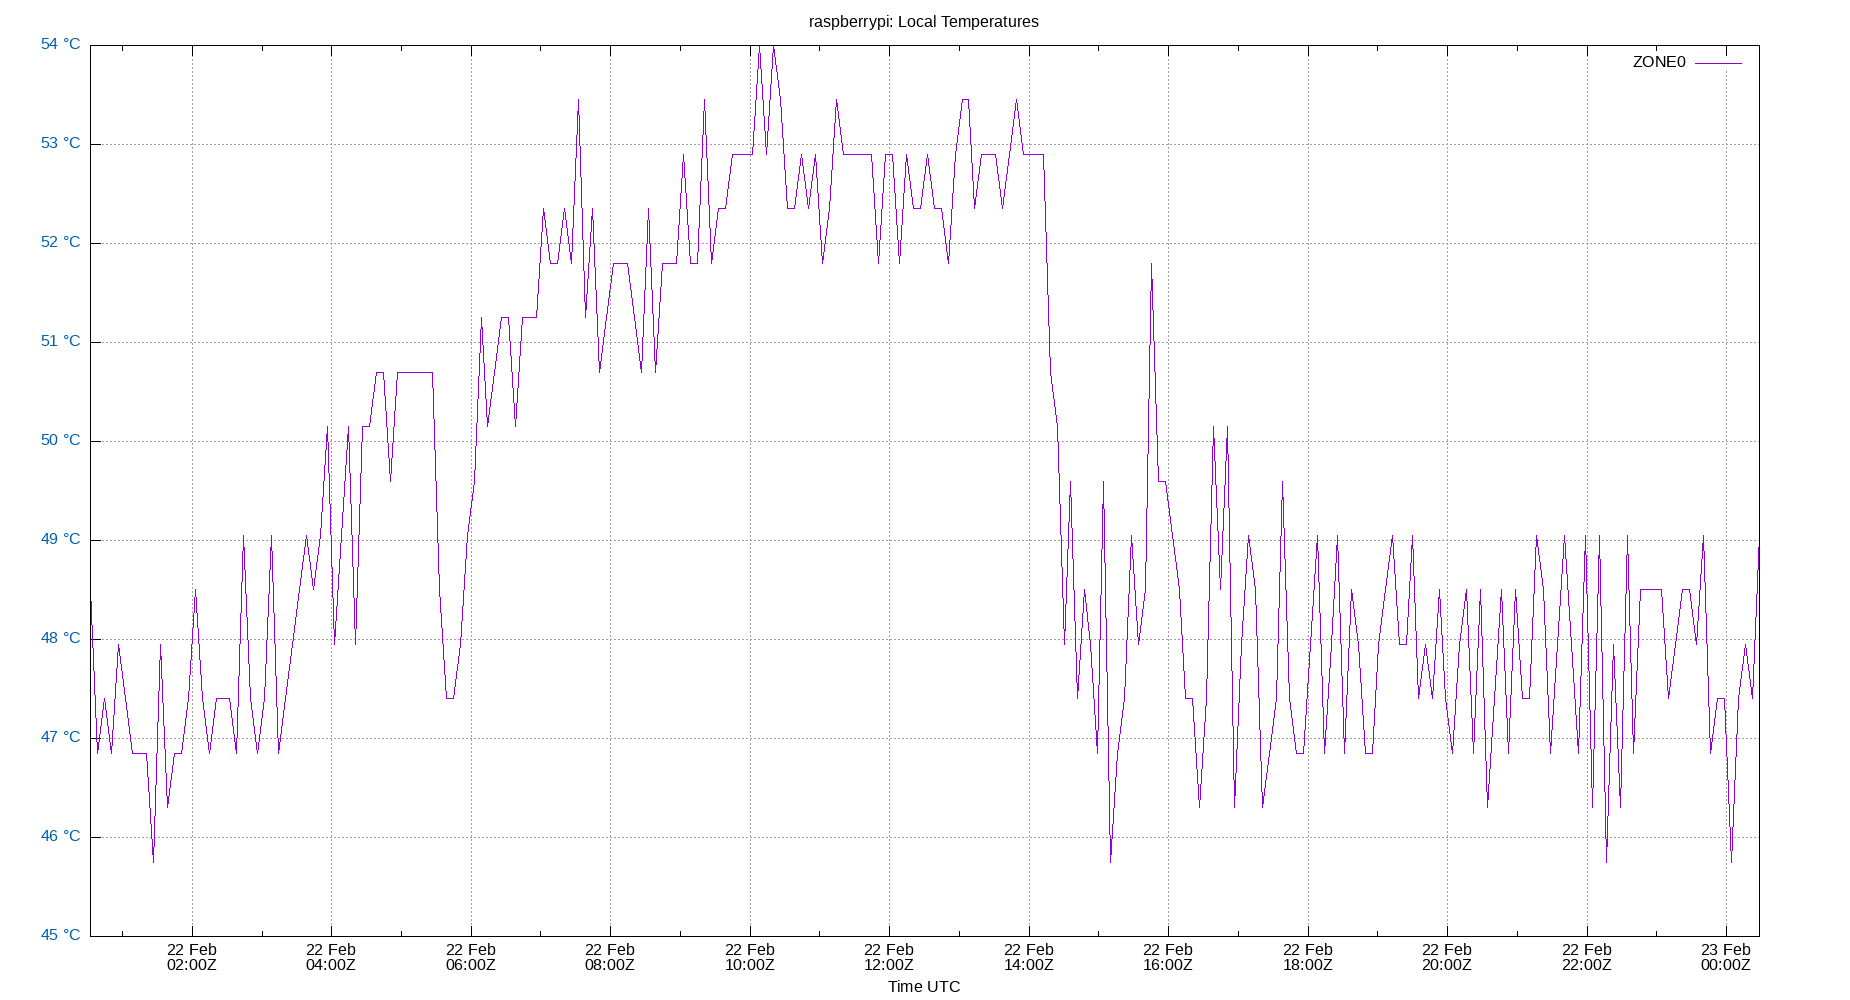 raspberrypi: Local Temperatures
54 °C
ZONE0
53 °C
52 °C
51 °C
50 °C
49 °C
48 °C
47 °C
46 °C
45 °C
22 Feb 22 Feb 22 Feb 22 Feb 22 Feb 22 Feb 22 Feb 22 Feb 22 Feb 22 Feb 22 Feb 23 Feb
02:00Z 04:00Z 06:00Z 08:00Z 10:00Z 12:00Z 14:00Z 16:00Z 18:00Z 20:00Z 22:00Z 00:00Z
Time UTC